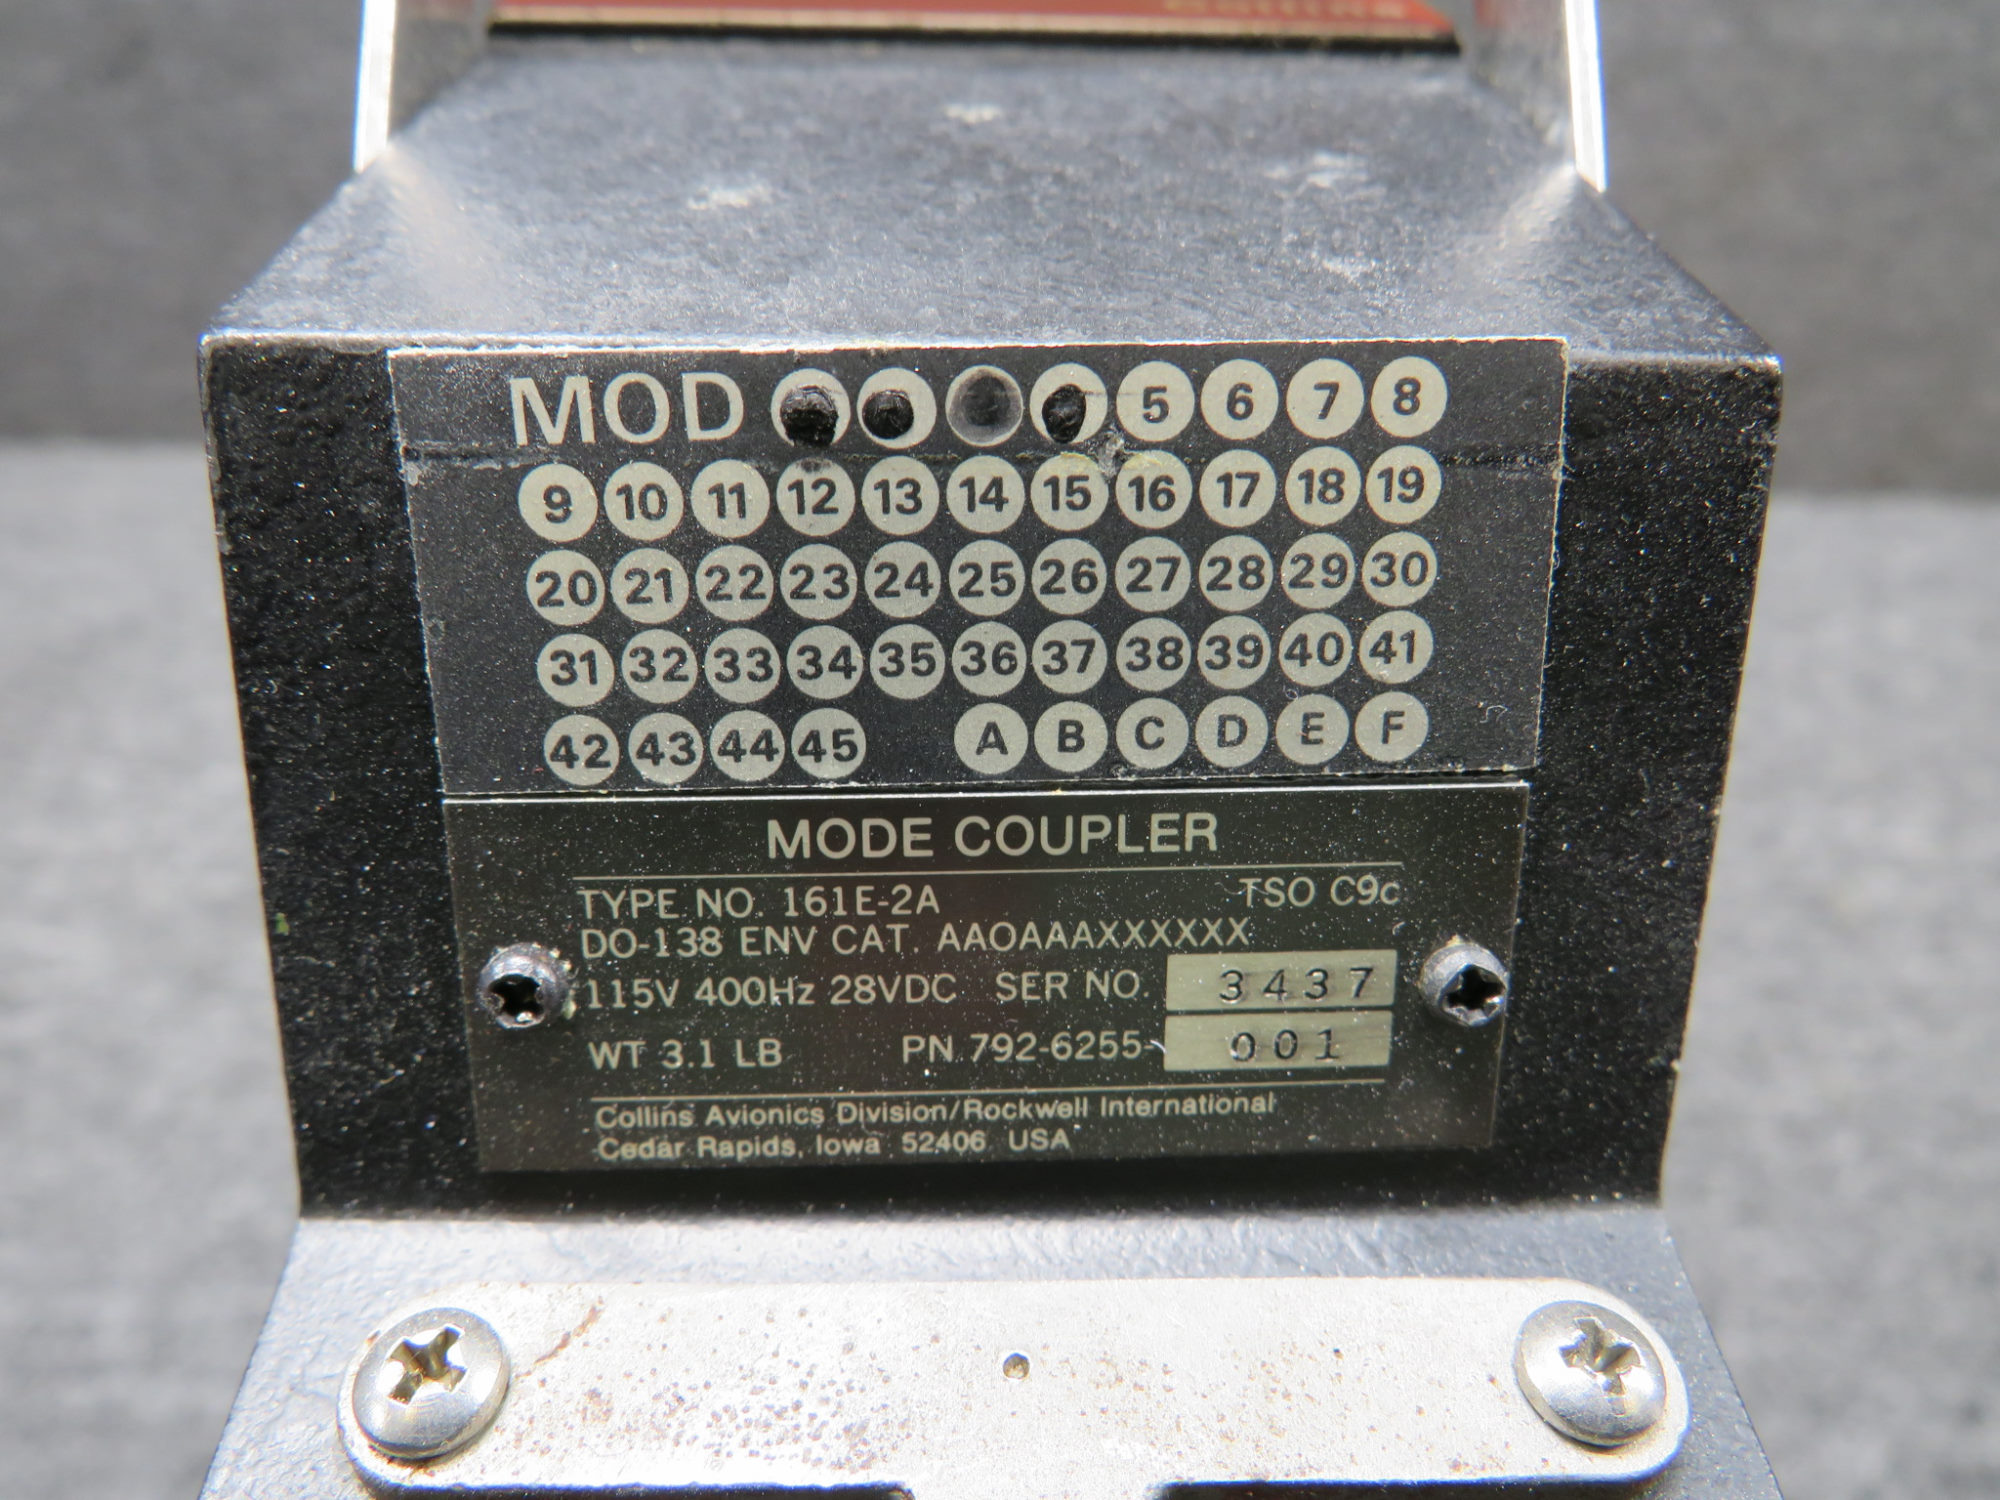 MOD 5 6 7 8
9 10 11 12 13 14 15 16 17 18 19
20 21 22 23 24 25 26 27 28 29 30
31 32 33 34 35 36 37 38 39 40 41
42 43 44 45 A B C D E F
MODE COUPLER
TYPE NO. 161E-2A TSO C9c
DO-138 ENV CAT. AAOAAAXXXXXX
115V 400Hz 28VDC SER NO. 3437
WT 3.1 LB PN 792-6255- 001
Collins Avionics Division/Rockwell International
Cedar Rapids, Iowa 52406 USA